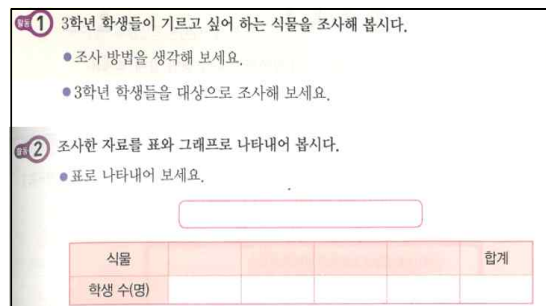 활동 1 3학년 학생들이 기르고 싶어 하는 식물을 조사해 봅시다.
●조사 방법을 생각해 보세요.
●3학년 학생들을 대상으로 조사해 보세요.
활동 2 조사한 자료를 표와 그래프로 나타내어 봅시다.
●표로 나타내어 보세요.
식물 합계
학생 수(명)